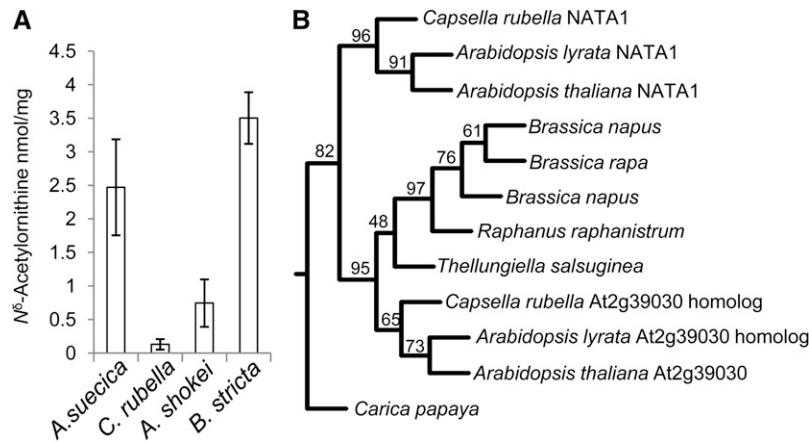 A
Nδ-Acetylornithine nmol/mg
4.5
4
3.5
3
2.5
2
1.5
1
0.5
0
A.suecica
C. rubella
A. shokei
B. stricta
B
96
Capsella rubella NATA1
91
Arabidopsis lyrata NATA1
Arabidopsis thaliana NATA1
82
61
Brassica napus
76
Brassica rapa
97
Brassica napus
48
Raphanus raphanistrum
95
Thellungiella salsuginea
65
Capsella rubella At2g39030 homolog
73
Arabidopsis lyrata At2g39030 homolog
Arabidopsis thaliana At2g39030
Carica papaya